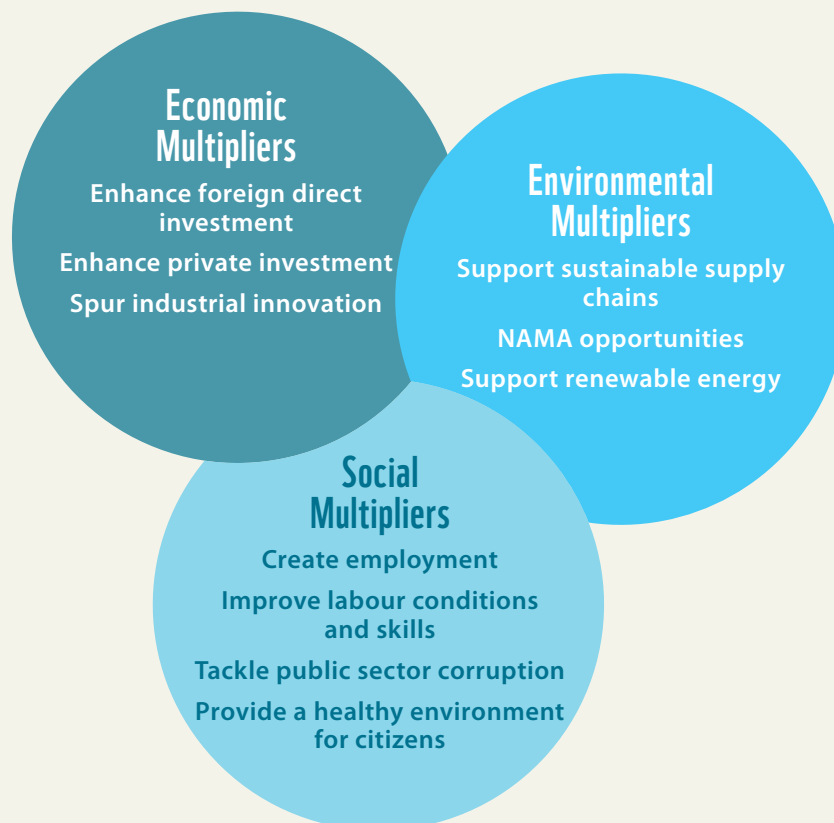 Economic
Multipliers
Enhance foreign direct
investment
Enhance private investment
Spur industrial innovation
Environmental
Multipliers
Support sustainable supply
chains
NAMA opportunities
Support renewable energy
Social
Multipliers
Create employment
Improve labour conditions
and skills
Tackle public sector corruption
Provide a healthy environment
for citizens